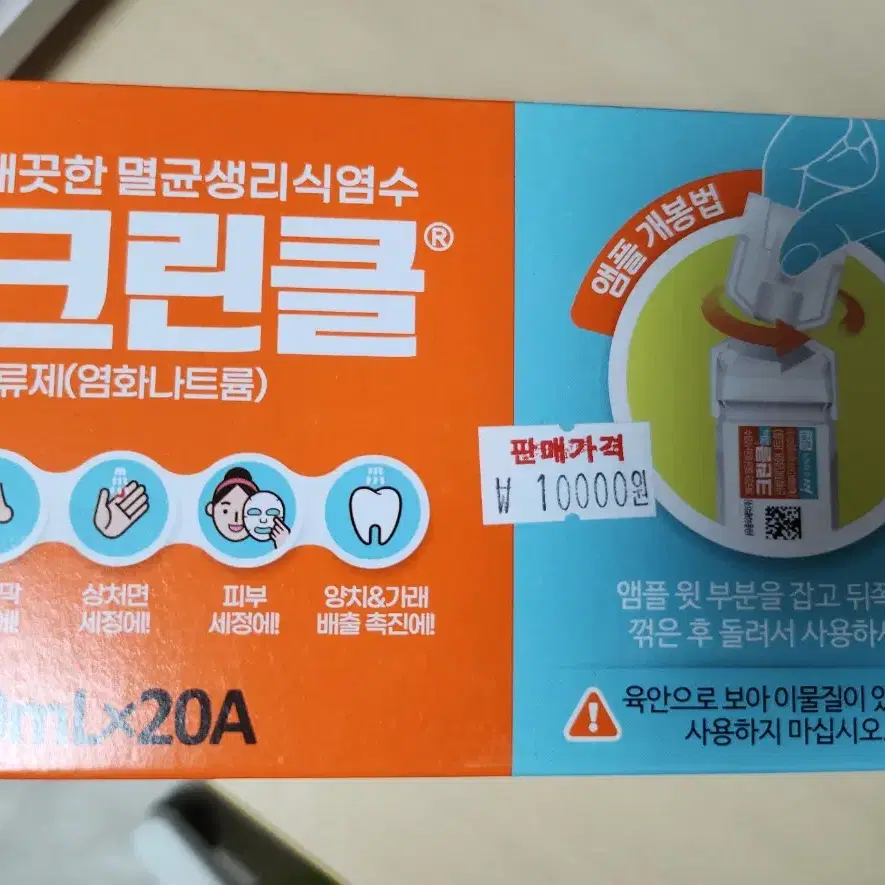 깨끗한 멸균생리식염수
크린클®
류제(염화나트륨)
상처면
세정에!
피부
세정에!
양치&가래
배출 촉진에!
mL×20A
판매가격
₩ 10000원
앰플 개봉법
크린클
앰플 윗 부분을 잡고 뒤쪽
꺾은 후 돌려서 사용하세
육안으로 보아 이물질이 있
사용하지 마십시오